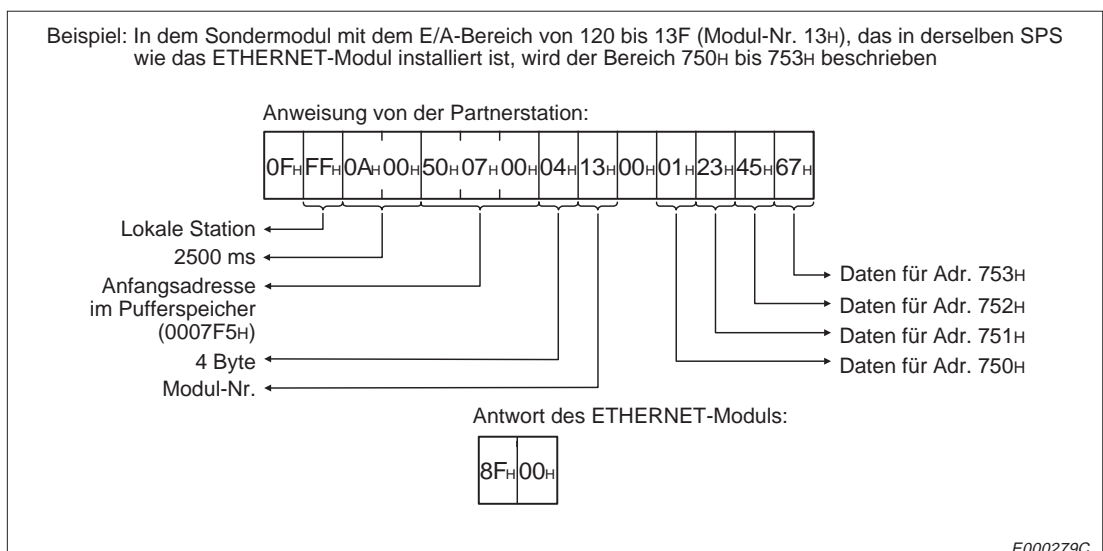 Beispiel: In dem Sondermodul mit dem E/A-Bereich von 120 bis 13F (Modul-Nr. 13H), das in derselben SPS
wie das ETHERNET-Modul installiert ist, wird der Bereich 750H bis 753H beschrieben
Anweisung von der Partnerstation:
0FH FFH 0AH 00H 50H 07H 00H 04H 13H 00H 01H 23H 45H 67H
Lokale Station
2500 ms
Anfangsadresse
im Pufferspeicher
(0007F5H)
4 Byte
Modul-Nr.
Daten für Adr. 753H
Daten für Adr. 752H
Daten für Adr. 751H
Daten für Adr. 750H
Antwort des ETHERNET-Moduls:
8FH 00H
E000279C